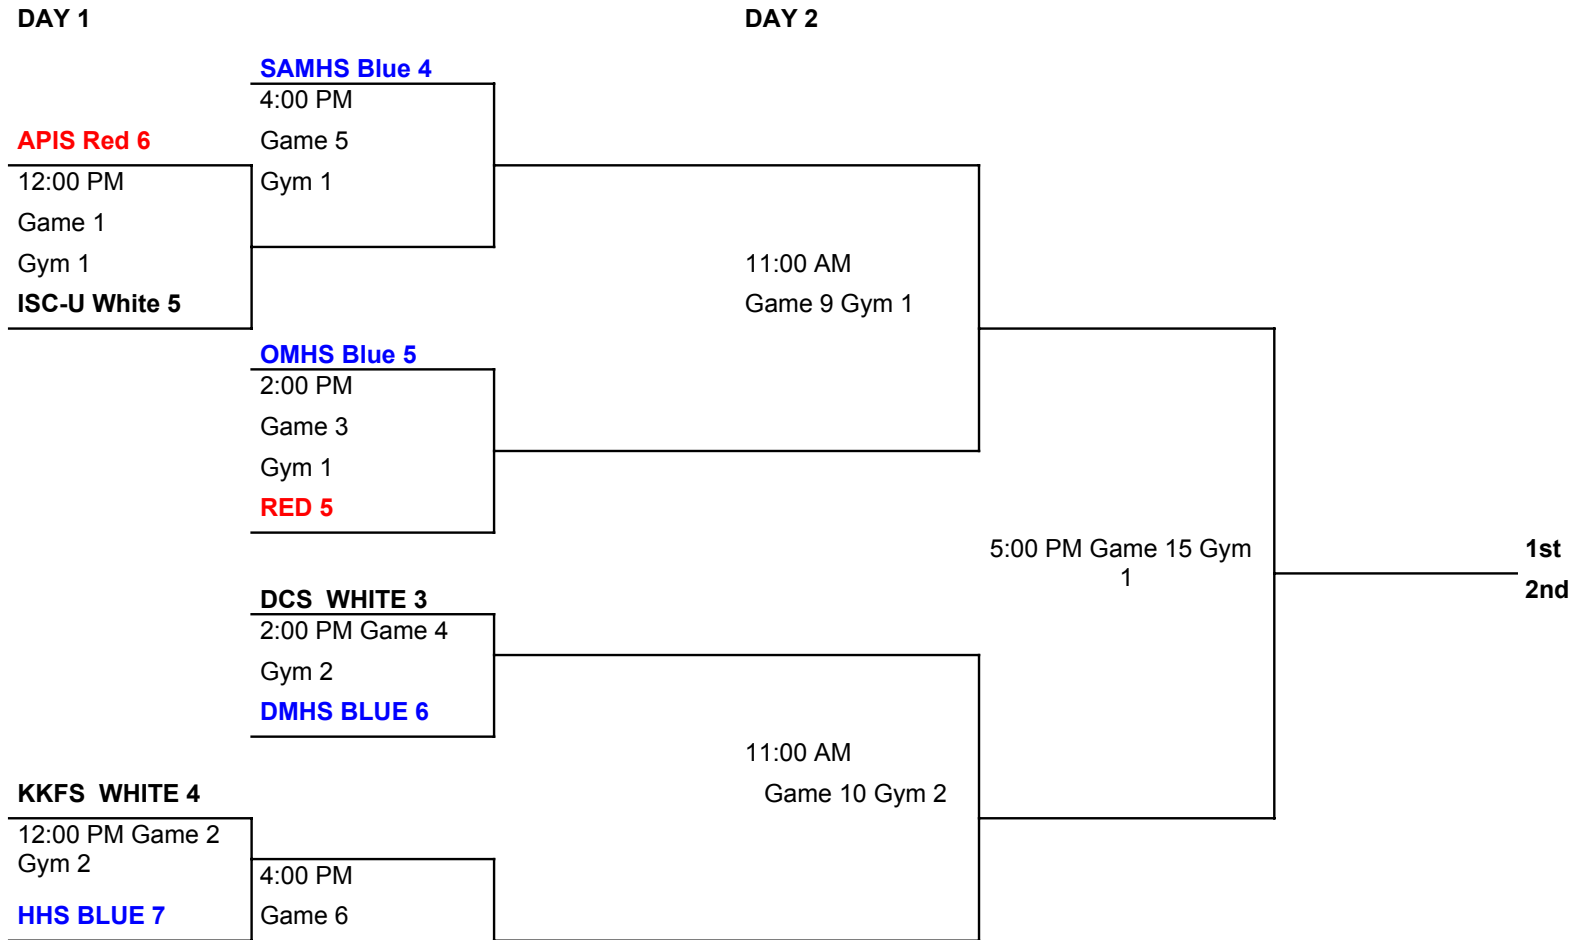 DAY 1
DAY 2
SAMHS Blue 4
4:00 PM
APIS Red 6
Game 5
12:00 PM
Gym 1
Game 1
Gym 1
11:00 AM
ISC-U White 5
Game 9 Gym 1
OMHS Blue 5
2:00 PM
Game 3
Gym 1
RED 5
5:00 PM Game 15 Gym
1
1st
2nd
DCS WHITE 3
2:00 PM Game 4
Gym 2
DMHS BLUE 6
11:00 AM
KKFS WHITE 4
Game 10 Gym 2
12:00 PM Game 2
Gym 2
4:00 PM
HHS BLUE 7
Game 6